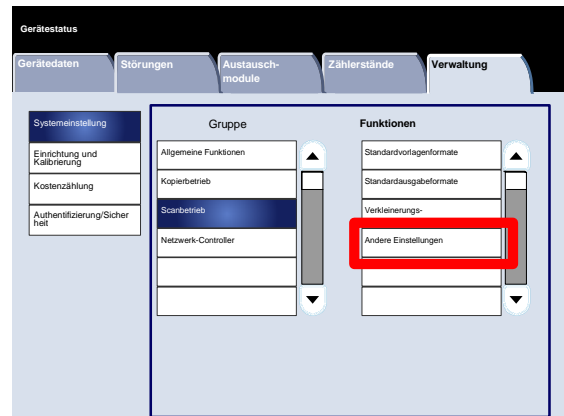 Gerätestatus
Gerätedaten
Störungen
Austausch-
module
Zählerstände
Verwaltung
Systemeinstellung
Einrichtung und
Kalibrierung
Kostenzählung
Authentifizierung/Sicher
heit
Gruppe
Allgemeine Funktionen
Kopierbetrieb
Scanbetrieb
Netzwerk-Controller
Funktionen
Standardvorlagenformate
Standardausgabeformate
Verkleinerungs-
Andere Einstellungen